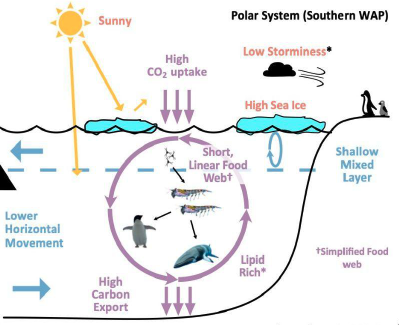 Polar System (Southern WAP)
Sunny
High
CO₂ uptake
Low Storminess*
High Sea Ice
Short,
Linear Food
Web†
Shallow
Mixed
Layer
Lower
Horizontal
Movement
Lipid
Rich*
†Simplified Food
web
High
Carbon
Export